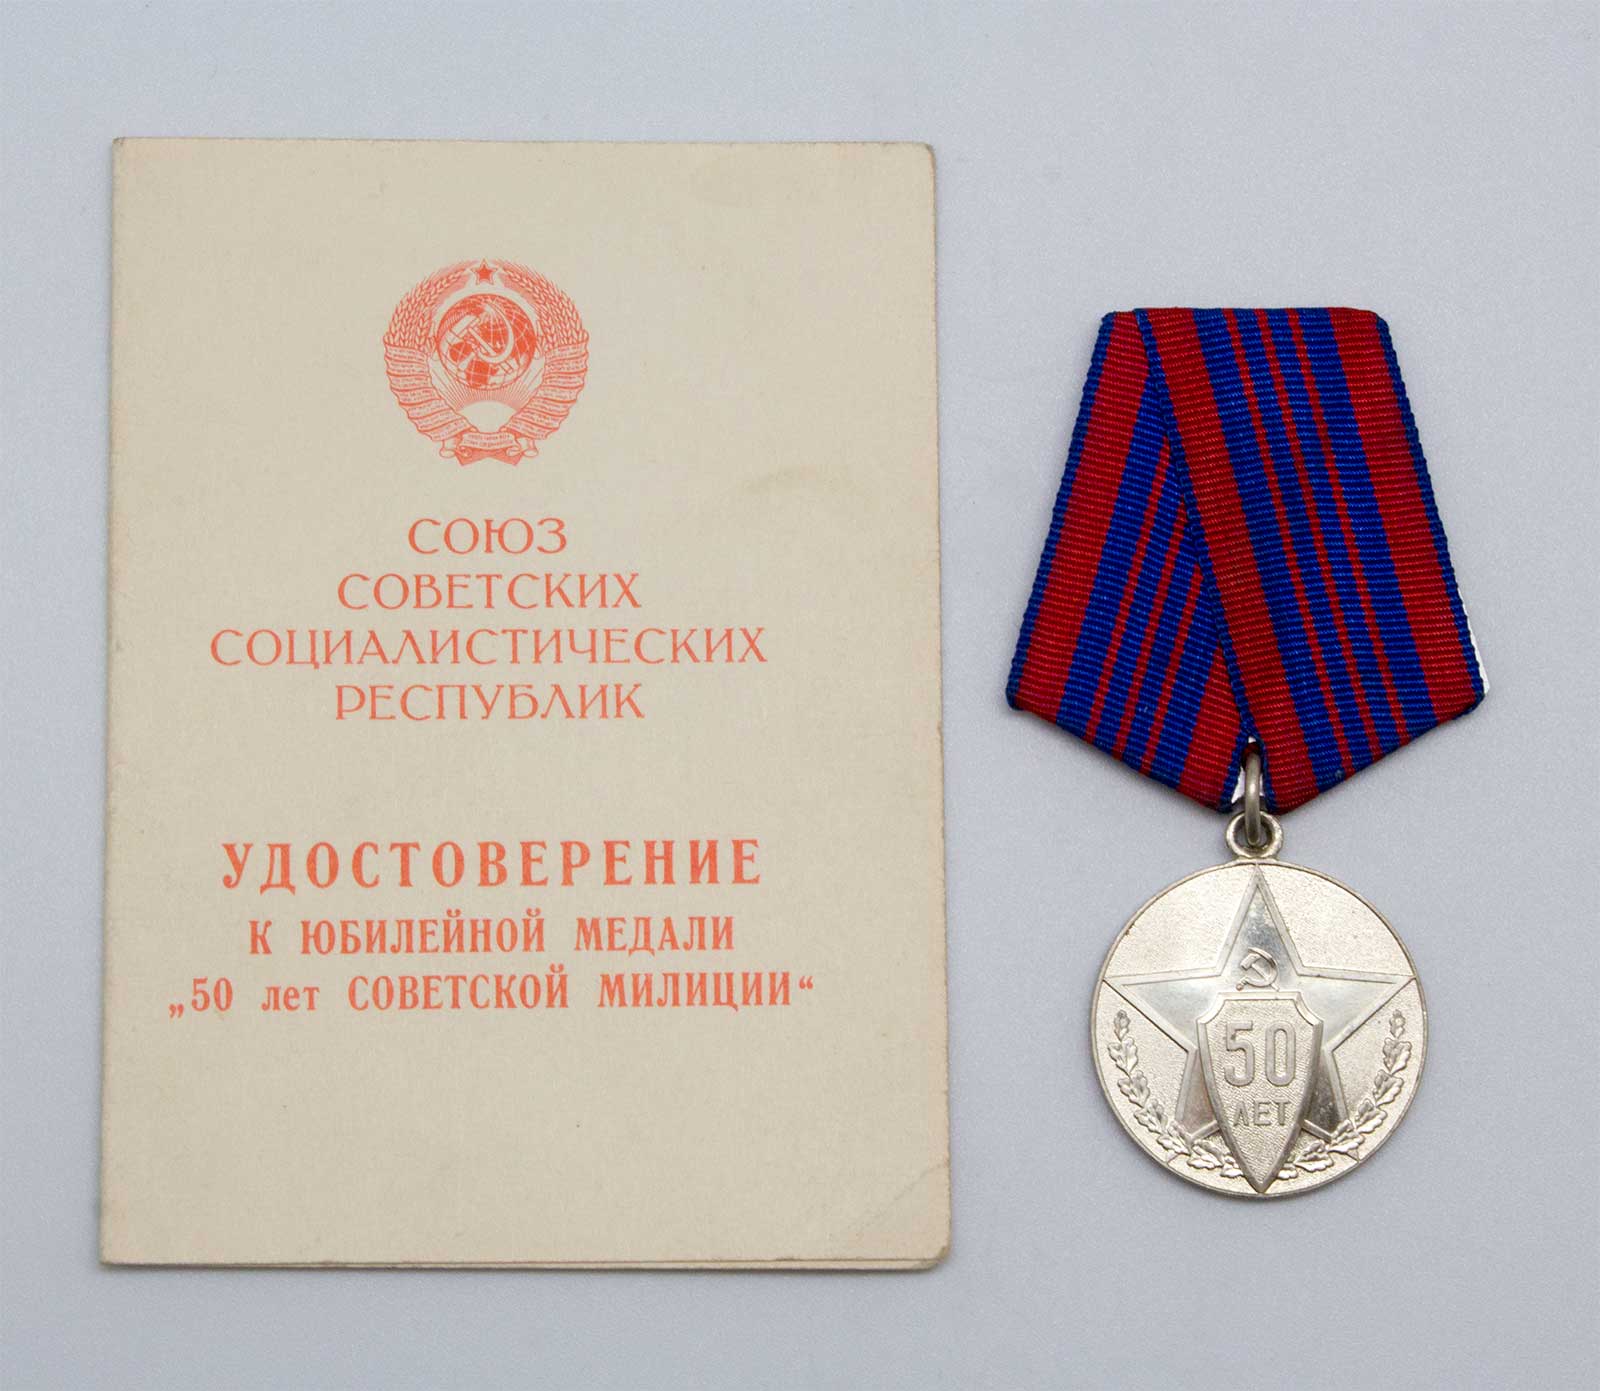 СОЮЗ
СОВЕТСКИХ
СОЦИАЛИСТИЧЕСКИХ
РЕСПУБЛИК
УДОСТОВЕРЕНИЕ
К ЮБИЛЕЙНОЙ МЕДАЛИ
„50 лет СОВЕТСКОЙ МИЛИЦИИ“
50
ЛЕТ